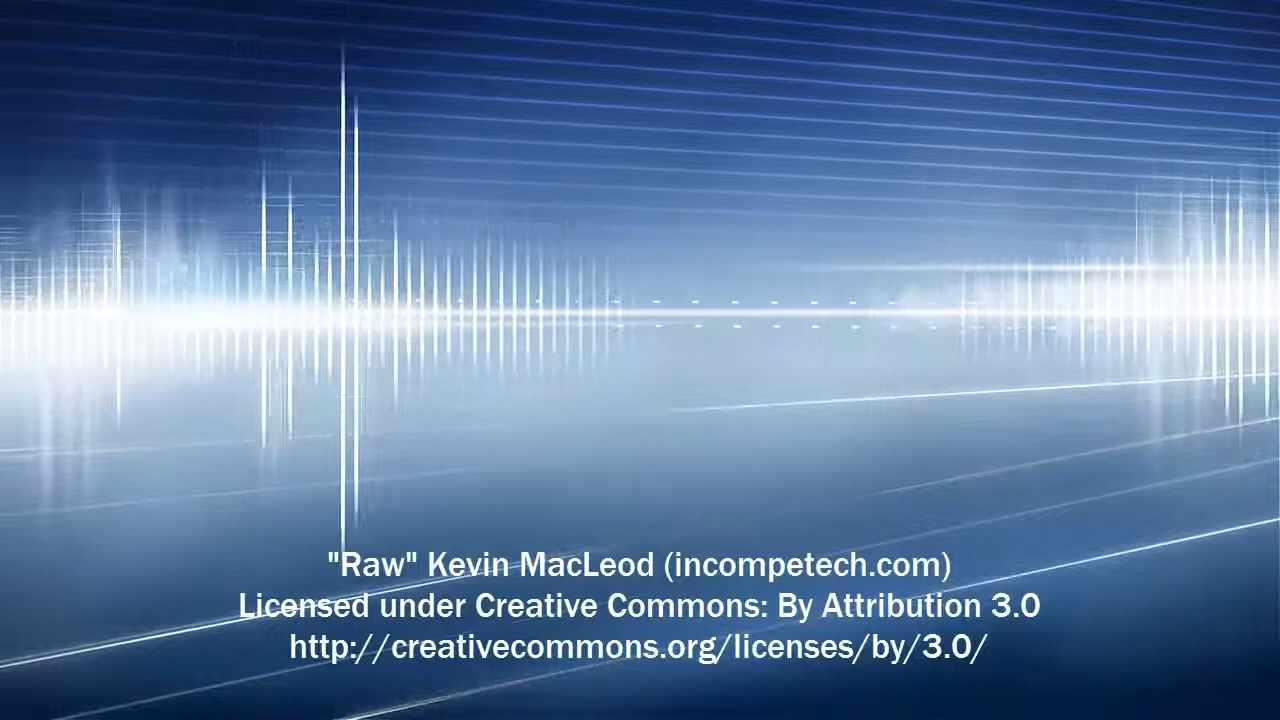 "Raw" Kevin MacLeod (incompetech.com)
Licensed under Creative Commons: By Attribution 3.0
http://creativecommons.org/licenses/by/3.0/